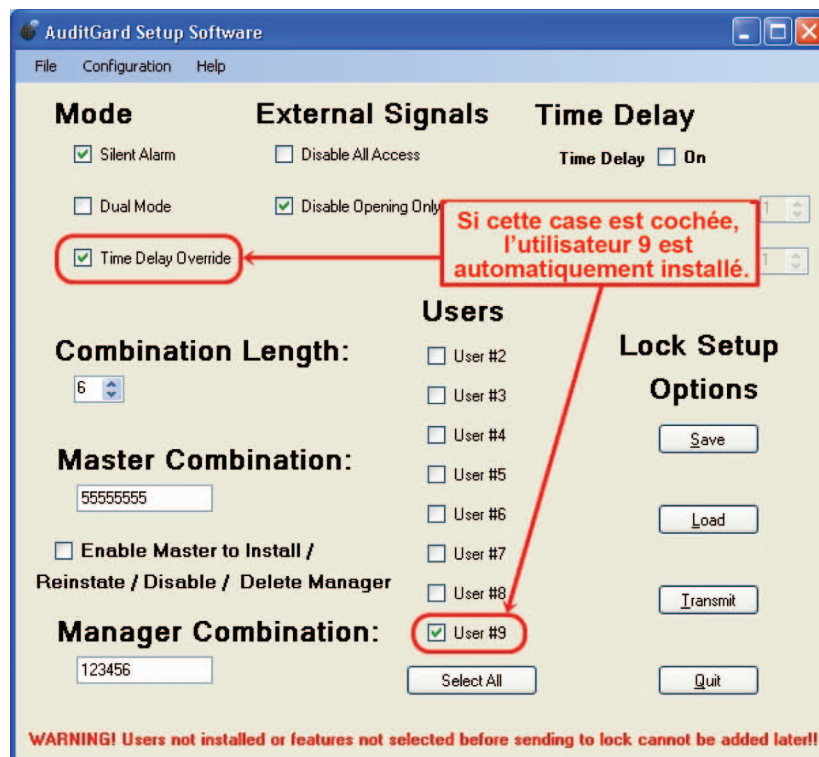 AuditGard Setup Software
File Configuration Help
Mode
External Signals
Time Delay
Silent Alarm
Disable All Access
Time Delay On
Dual Mode
Disable Opening Only
1
Time Delay Override
1
Si cette case est cochée,
l’utilisateur 9 est
automatiquement installé.
Users
Combination Length:
6
User #2
User #3
User #4
User #5
User #6
User #7
User #8
User #9
Select All
Master Combination:
55555555
Enable Master to Install /
Reinstate / Disable / Delete Manager
Manager Combination:
123456
Lock Setup
Options
Save
Load
Transmit
Quit
WARNING! Users not installed or features not selected before sending to lock cannot be added later!!